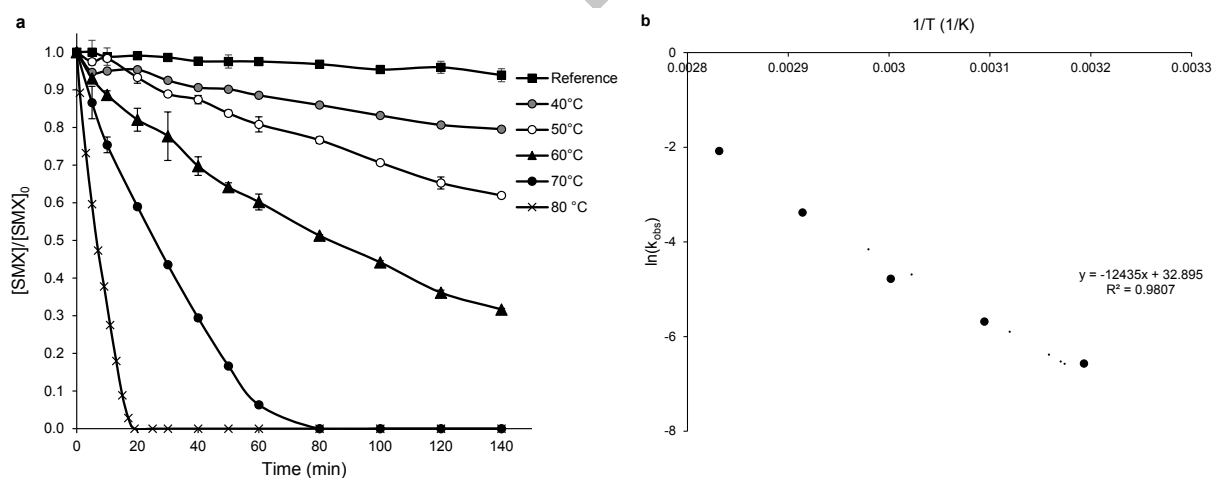 a
1.0
0.9
0.8
0.7
0.6
0.5
0.4
0.3
0.2
0.1
0.0
[SMX]/[SMX]₀
0 20 40 60 80 100 120 140
Time (min)
Reference
40°C
50°C
60°C
70°C
80 °C
b
1/T (1/K)
0
0.0028 0.0029 0.003 0.0031 0.0032 0.0033
-2
-4
-6
-8
ln(kobs)
y = -12435x + 32.895
R² = 0.9807